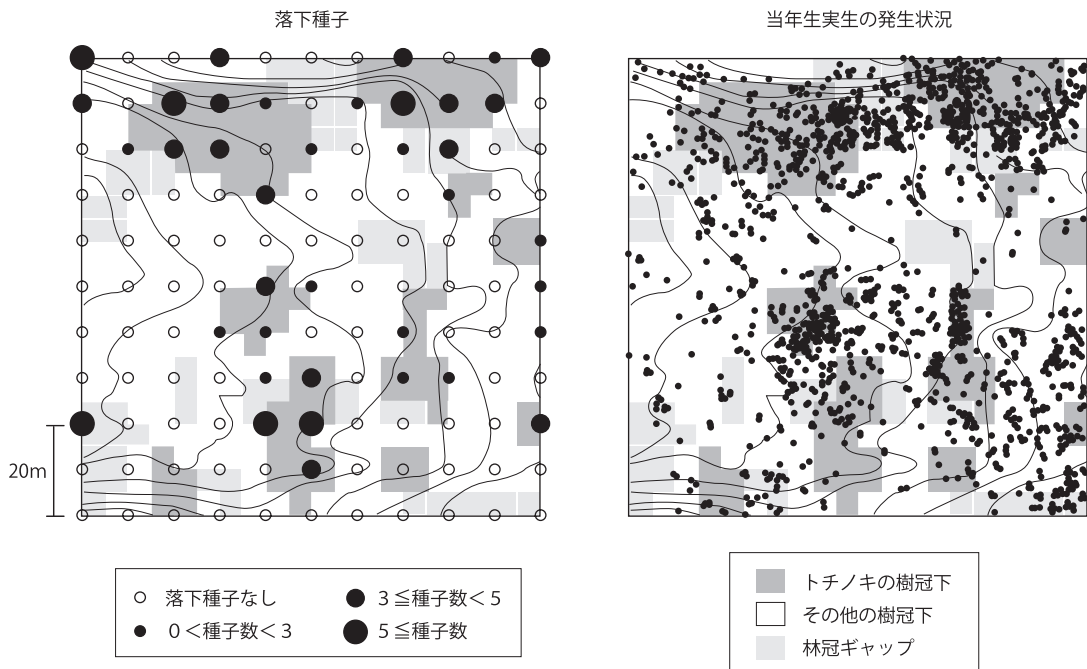 落下種子
当年生実生の発生状況
20m
落下種子なし
0<種子数<3
3≦種子数<5
5≦種子数
トチノキの樹冠下
その他の樹冠下
林冠ギャップ